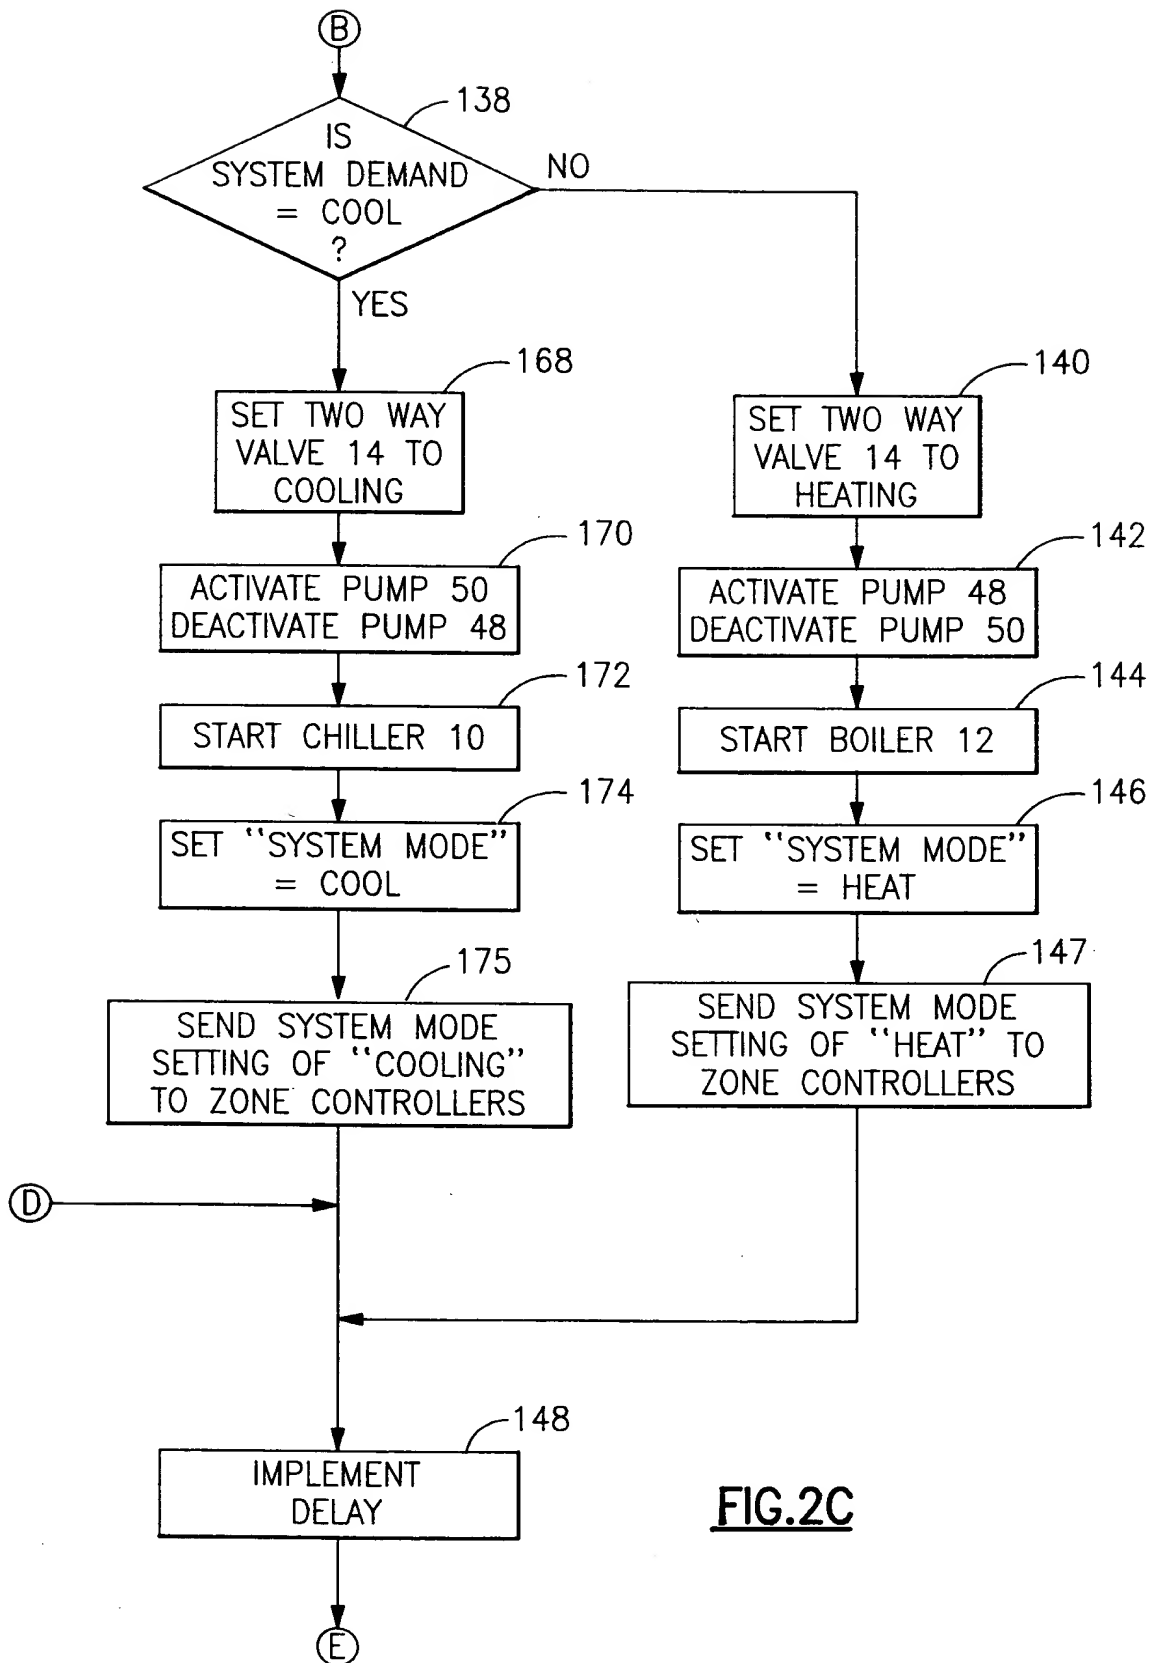 B
138
IS
SYSTEM DEMAND
= COOL
?
NO
YES
168
SET TWO WAY
VALVE 14 TO
COOLING
170
ACTIVATE PUMP 50
DEACTIVATE PUMP 48
172
START CHILLER 10
174
SET "SYSTEM MODE"
= COOL
175
SEND SYSTEM MODE
SETTING OF "COOLING"
TO ZONE CONTROLLERS
140
SET TWO WAY
VALVE 14 TO
HEATING
142
ACTIVATE PUMP 48
DEACTIVATE PUMP 50
144
START BOILER 12
146
SET "SYSTEM MODE"
= HEAT
147
SEND SYSTEM MODE
SETTING OF "HEAT" TO
ZONE CONTROLLERS
D
148
IMPLEMENT
DELAY
E
FIG.2C